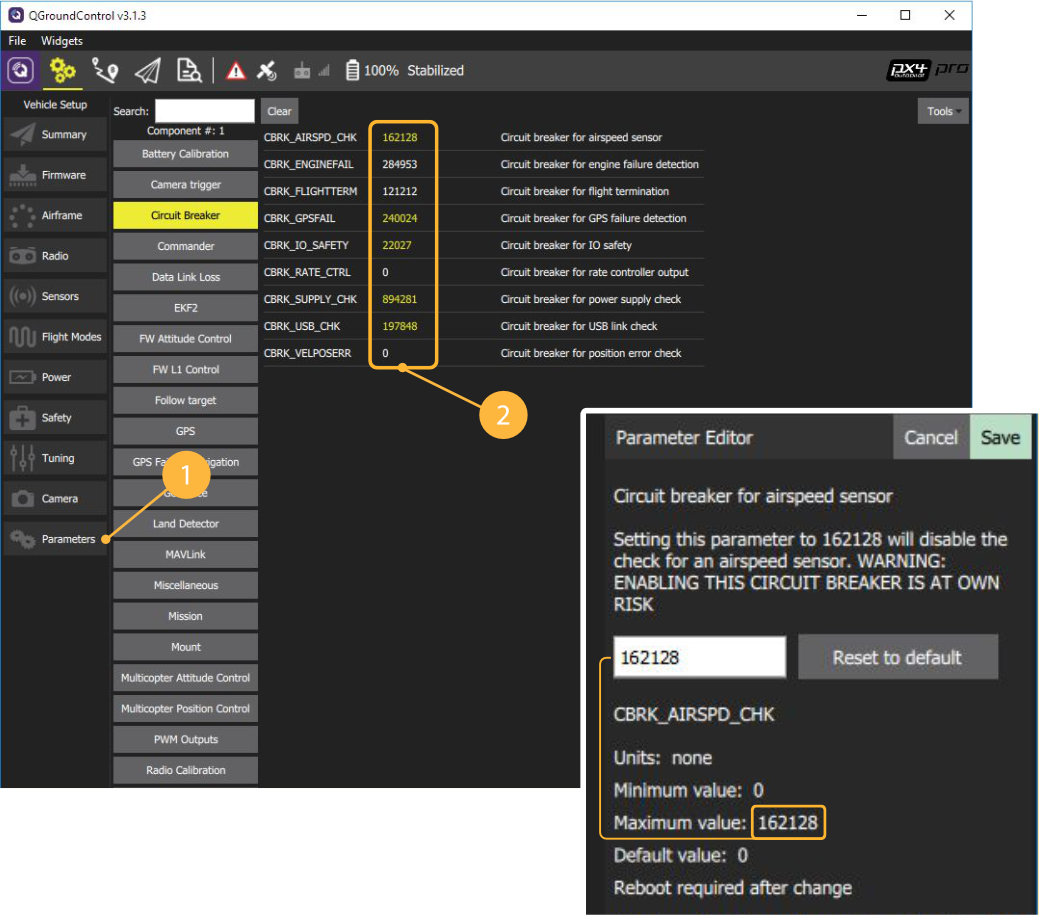 QGroundControl v3.1.3
File Widgets
100% Stabilized
PX4 pro
AUTOPILOT
Vehicle Setup
Summary
Firmware
Airframe
Radio
Sensors
Flight Modes
Power
Safety
Tuning
Camera
Parameters
1
Search:
Clear
Tools
Component #: 1
Battery Calibration
Camera trigger
Circuit Breaker
Commander
Data Link Loss
EKF2
FW Attitude Control
FW L1 Control
Follow target
GPS
GPS Fa igation
Land Detector
MAVLink
Miscellaneous
Mission
Mount
Multicopter Attitude Control
Multicopter Position Control
PWM Outputs
Radio Calibration
CBRK_AIRSPD_CHK 162128 Circuit breaker for airspeed sensor
CBRK_ENGINEFAIL 284953 Circuit breaker for engine failure detection
CBRK_FLIGHTTERM 121212 Circuit breaker for flight termination
CBRK_GPSFAIL 240024 Circuit breaker for GPS failure detection
CBRK_IO_SAFETY 22027 Circuit breaker for IO safety
CBRK_RATE_CTRL 0 Circuit breaker for rate controller output
CBRK_SUPPLY_CHK 894281 Circuit breaker for power supply check
CBRK_USB_CHK 197848 Circuit breaker for USB link check
CBRK_VELPOSERR 0 Circuit breaker for position error check
2
Parameter Editor
Cancel Save
Circuit breaker for airspeed sensor
Setting this parameter to 162128 will disable the
check for an airspeed sensor. WARNING:
ENABLING THIS CIRCUIT BREAKER IS AT OWN
RISK
162128
Reset to default
CBRK_AIRSPD_CHK
Units: none
Minimum value: 0
Maximum value: 162128
Default value: 0
Reboot required after change